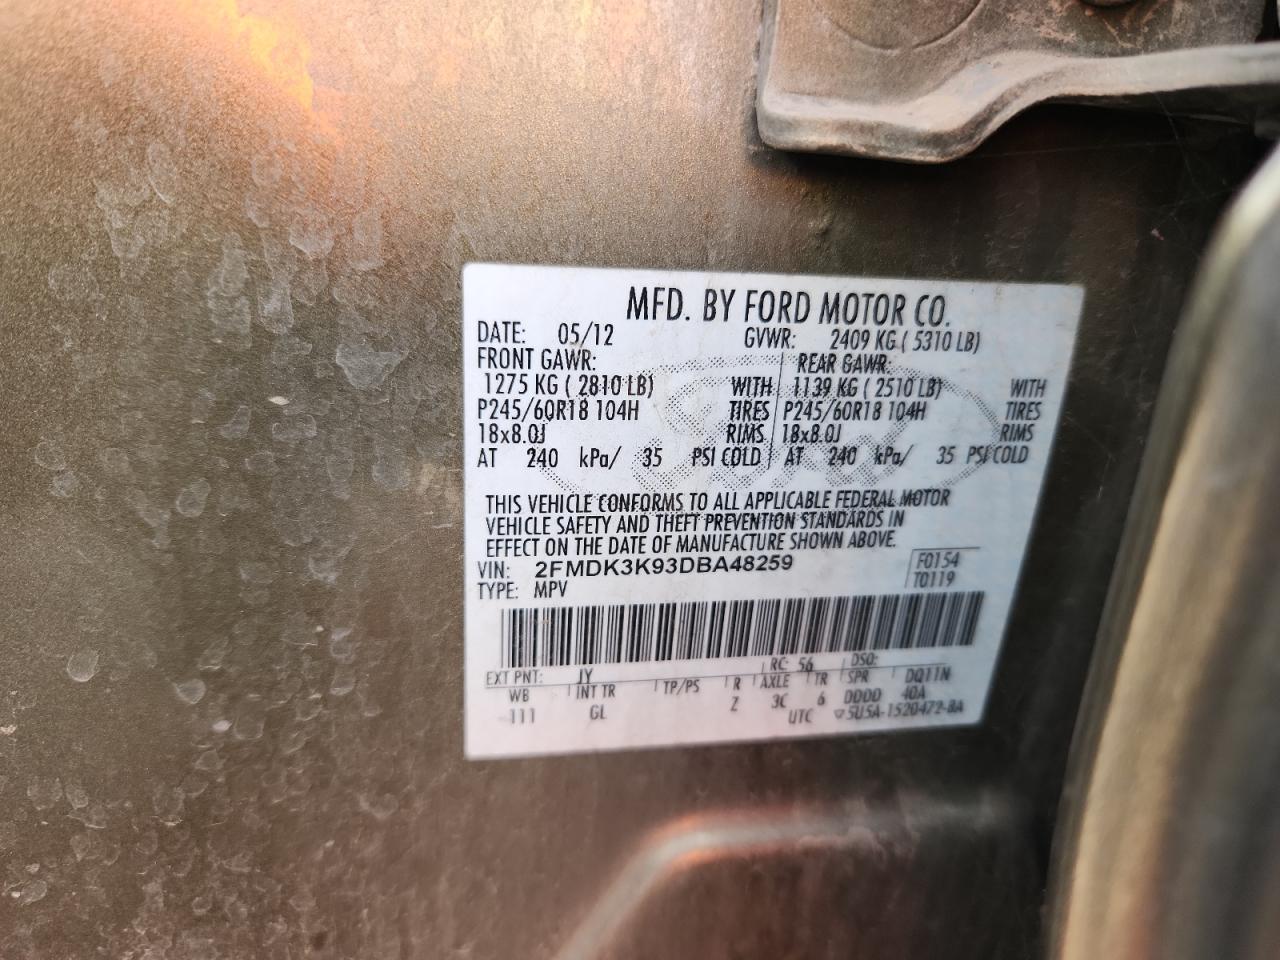 MFD. BY FORD MOTOR CO.
DATE: 05/12 GVWR: 2409 KG ( 5310 LB)
FRONT GAWR: REAR GAWR:
1275 KG ( 2810 LB) WITH 1139 KG ( 2510 LB) WITH
P245/60R18 104H TIRES P245/60R18 104H TIRES
18x8.0J RIMS 18x8.0J RIMS
AT 240 kPa/ 35 PSI COLD AT 240 kPa/ 35 PSI COLD
THIS VEHICLE CONFORMS TO ALL APPLICABLE FEDERAL MOTOR
VEHICLE SAFETY AND THEFT PREVENTION STANDARDS IN
EFFECT ON THE DATE OF MANUFACTURE SHOWN ABOVE.
VIN: 2FMDK3K93DBA48259 F0154
TYPE: MPV T0119
EXT PNT: JY RC: 56 DSO:
WB INT TR TP/PS R AXLE TR SPR DQ11N
111 GL Z 3C 6 DDDD 40A
UTC 5U5A-1520472-BA